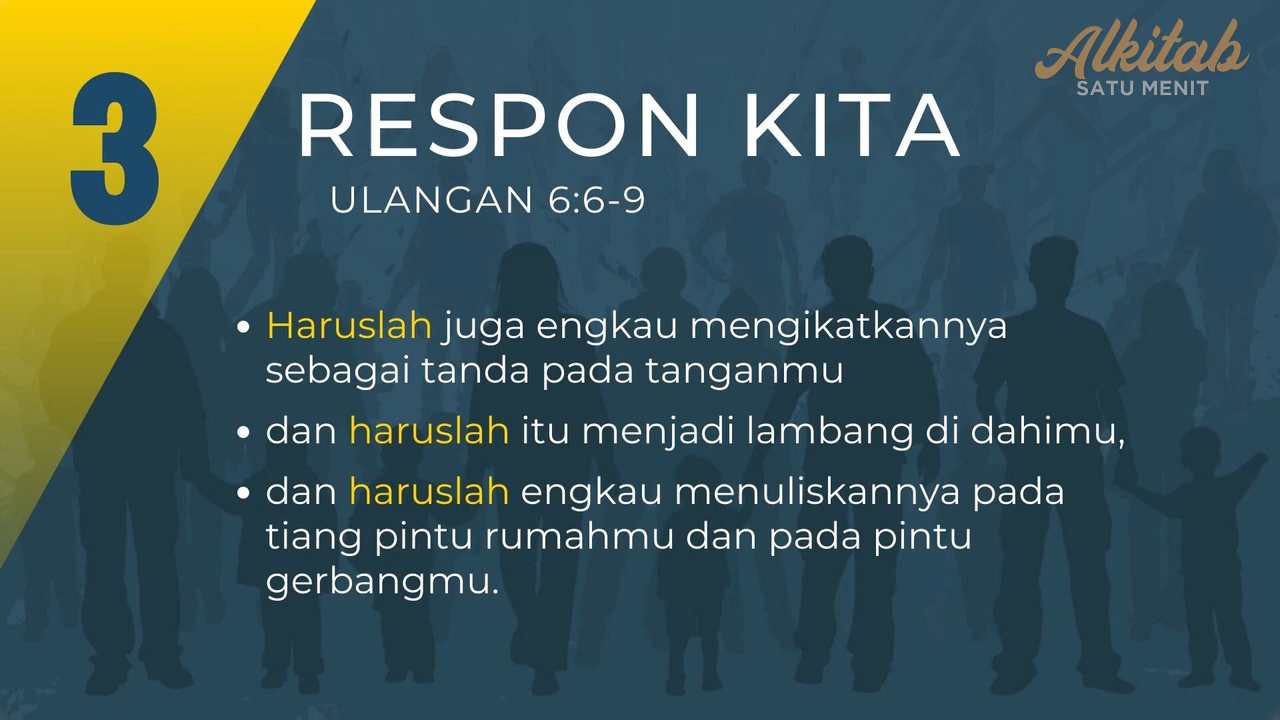 Alkitab
SATU MENIT
3
RESPON KITA
ULANGAN 6:6-9
• Haruslah juga engkau mengikatkannya
sebagai tanda pada tanganmu
• dan haruslah itu menjadi lambang di dahimu,
• dan haruslah engkau menuliskannya pada
tiang pintu rumahmu dan pada pintu
gerbangmu.